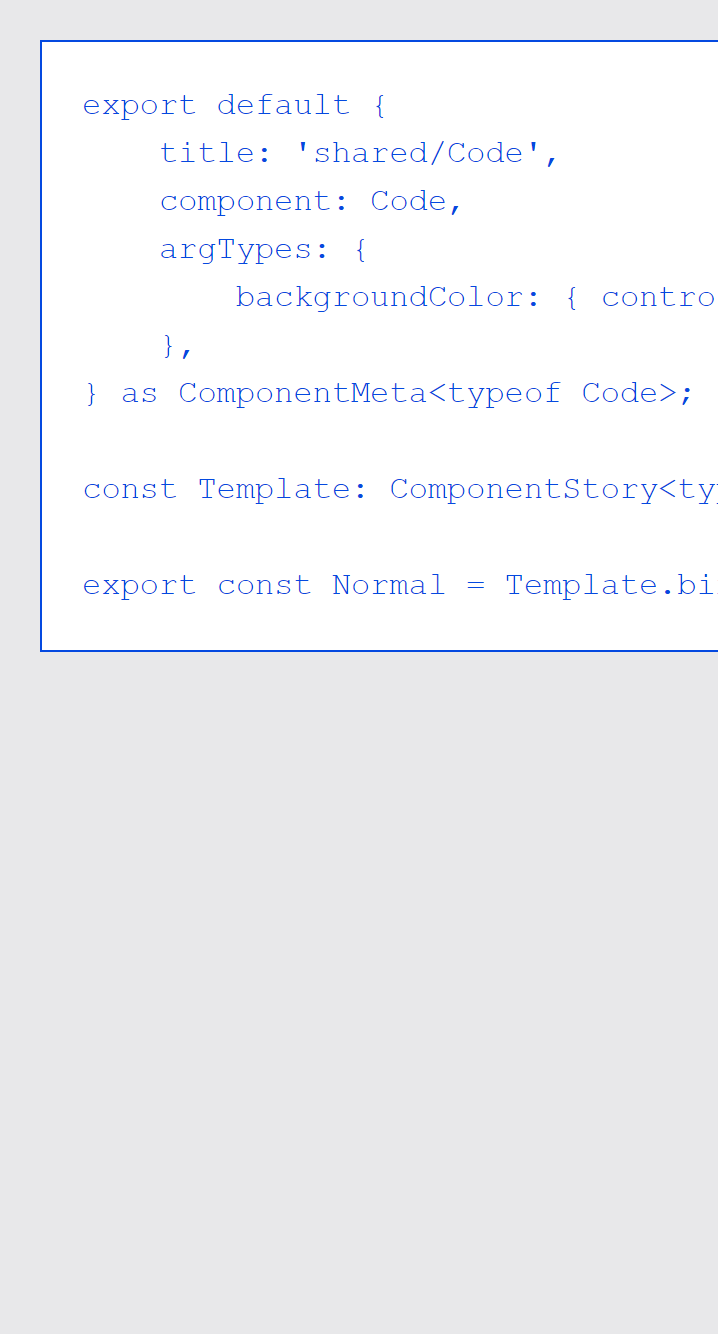 export default {
title: 'shared/Code',
component: Code,
argTypes: {
backgroundColor: { contro
},
} as ComponentMeta<typeof Code>;
const Template: ComponentStory<ty
export const Normal = Template.bi